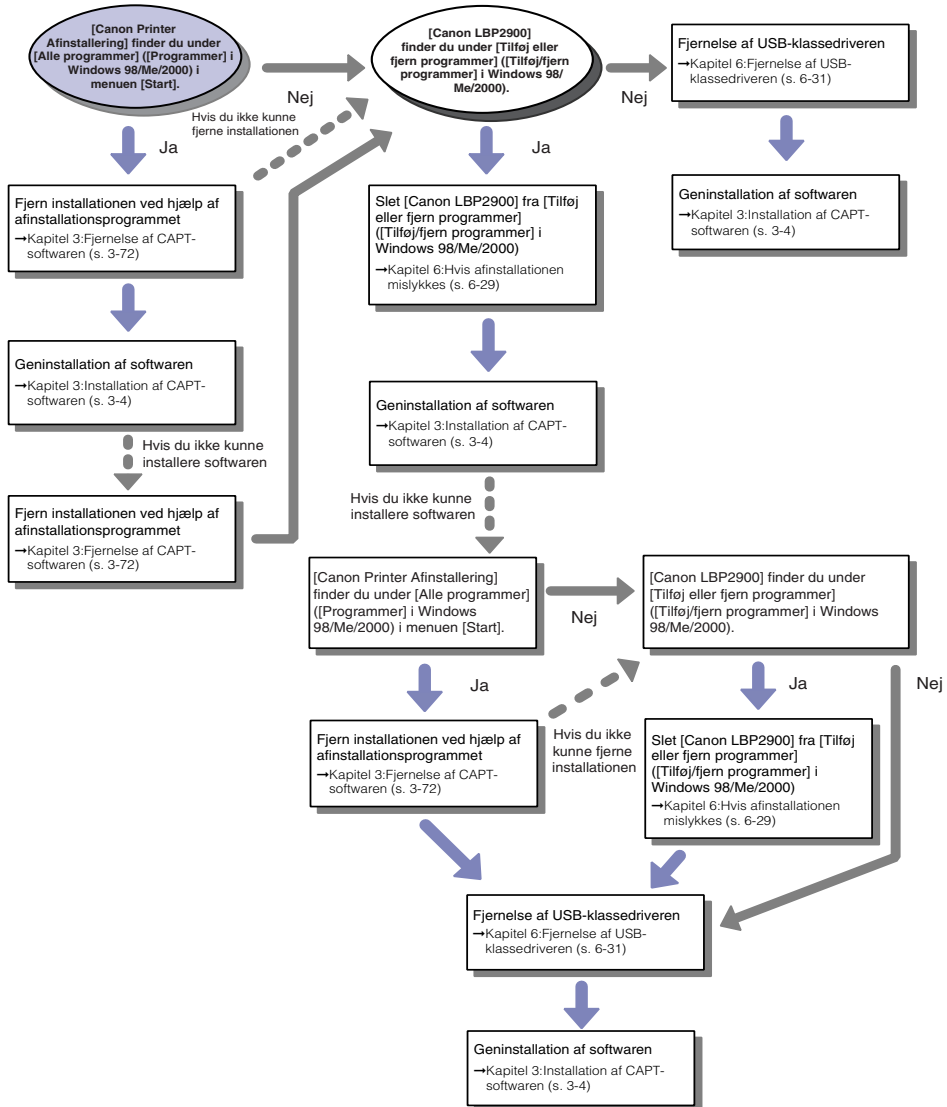 [Canon Printer
Afinstallering] finder du under
[Alle programmer] ([Programmer] i
Windows 98/Me/2000) i
menuen [Start].
Nej
Hvis du ikke kunne
fjerne installationen
Ja
Fjern installationen ved hjælp af
afinstallationsprogrammet
→Kapitel 3:Fjernelse af CAPT-
softwaren (s. 3-72)
Geninstallation af softwaren
→Kapitel 3:Installation af CAPT-
softwaren (s. 3-4)
Hvis du ikke kunne
installere softwaren
Fjern installationen ved hjælp af
afinstallationsprogrammet
→Kapitel 3:Fjernelse af CAPT-
softwaren (s. 3-72)
[Canon LBP2900]
finder du under [Tilføj eller
fjern programmer]
([Tilføj/fjern
programmer] i Windows 98/
Me/2000).
Nej
Ja
Slet [Canon LBP2900] fra [Tilføj
eller fjern programmer]
([Tilføj/fjern programmer] i
Windows 98/Me/2000)
→Kapitel 6:Hvis afinstallationen
mislykkes (s. 6-29)
Geninstallation af softwaren
→Kapitel 3:Installation af CAPT-
softwaren (s. 3-4)
Hvis du ikke kunne
installere softwaren
Fjernelse af USB-klassedriveren
→Kapitel 6:Fjernelse af USB-
klassedriveren (s. 6-31)
Geninstallation af softwaren
→Kapitel 3:Installation af CAPT-
softwaren (s. 3-4)
[Canon Printer Afinstallering]
finder du under [Alle programmer]
([Programmer] i Windows
98/Me/2000) i menuen [Start].
Nej
Ja
Fjern installationen ved hjælp af
afinstallationsprogrammet
→Kapitel 3:Fjernelse af CAPT-
softwaren (s. 3-72)
Hvis du ikke
kunne fjerne
installationen
[Canon LBP2900] finder du under
[Tilføj eller fjern programmer]
([Tilføj/fjern programmer] i Windows
98/Me/2000).
Ja
Nej
Slet [Canon LBP2900] fra [Tilføj
eller fjern programmer]
([Tilføj/fjern programmer] i
Windows 98/Me/2000)
→Kapitel 6:Hvis afinstallationen
mislykkes (s. 6-29)
Fjernelse af USB-klassedriveren
→Kapitel 6:Fjernelse af USB-
klassedriveren (s. 6-31)
Geninstallation af softwaren
→Kapitel 3:Installation af CAPT-
softwaren (s. 3-4)